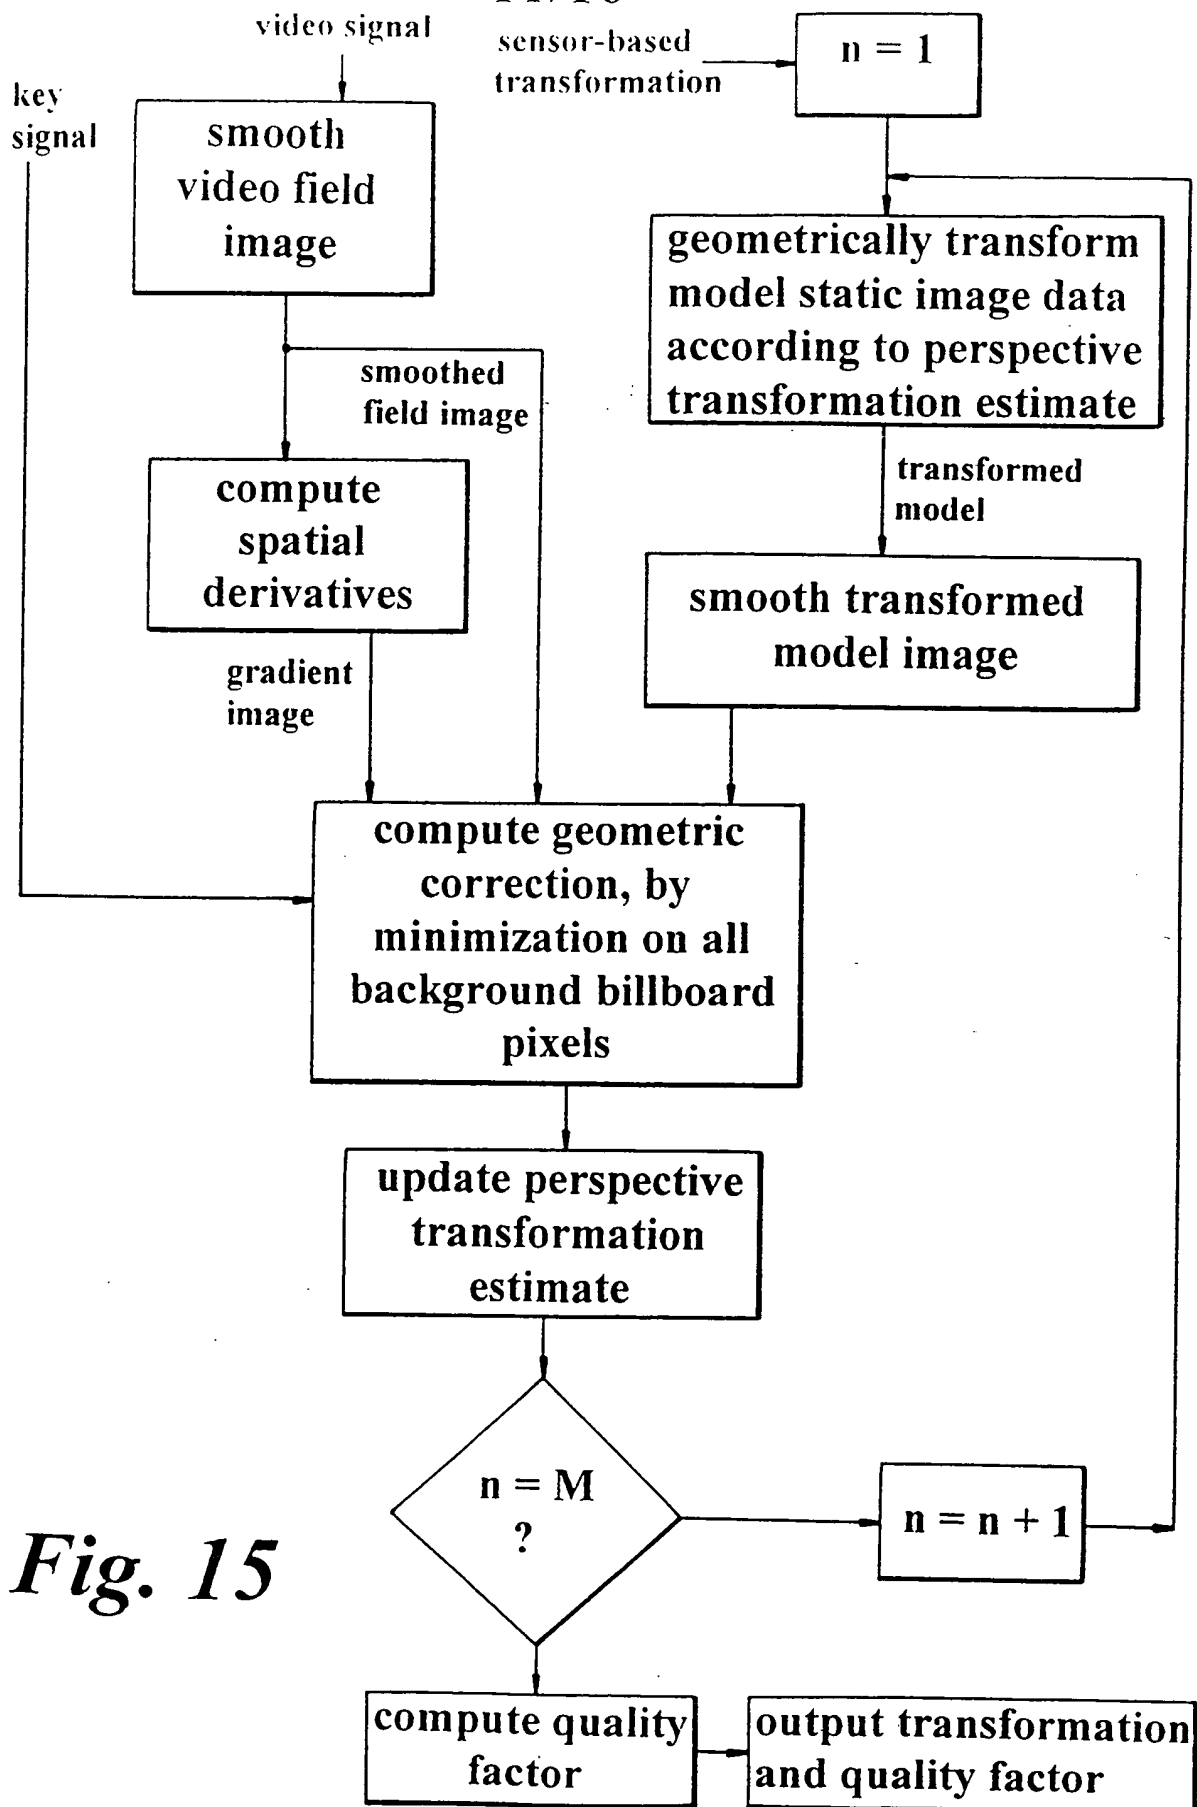 video signal
sensor-based
transformation
n = 1
key
signal
smooth
video field
image
geometrically transform
model static image data
according to perspective
transformation estimate
smoothed
field image
transformed
model
compute
spatial
derivatives
smooth transformed
model image
gradient
image
compute geometric
correction, by
minimization on all
background billboard
pixels
update perspective
transformation
estimate
n = M
?
n = n + 1
Fig. 15
compute quality
factor
output transformation
and quality factor